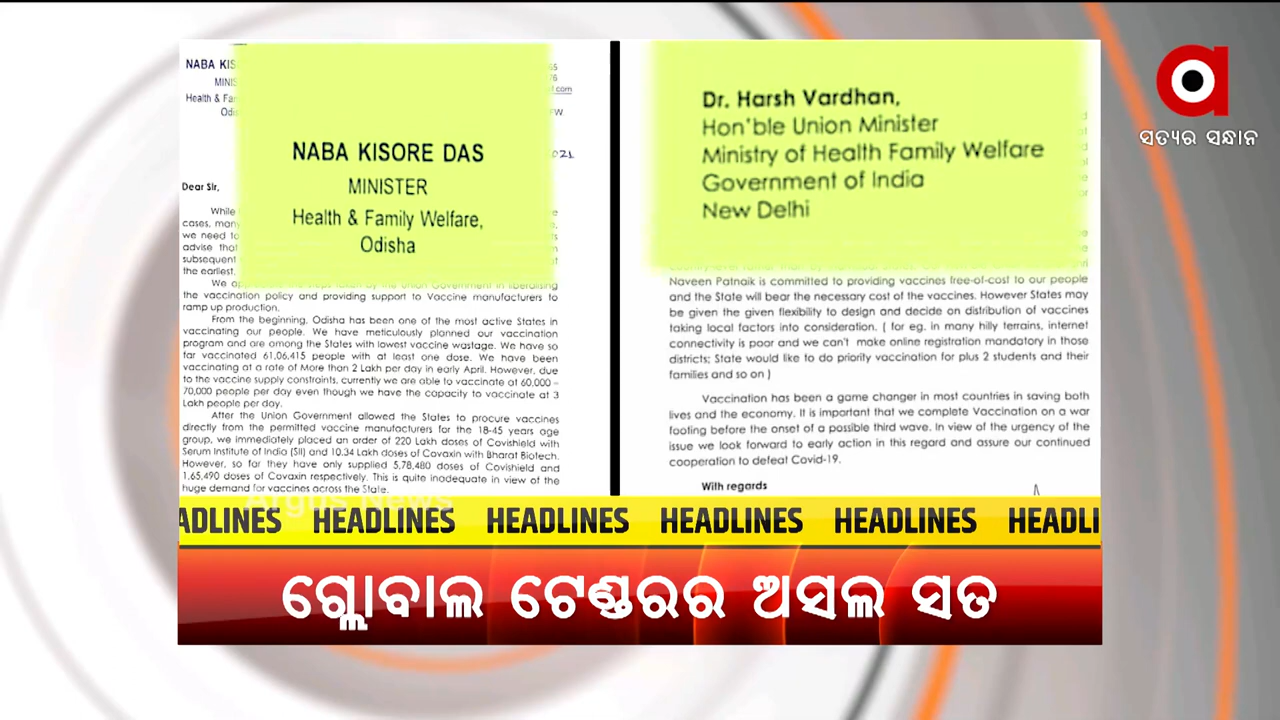 NABA KIS
MINIS
Health & Fa
Odi
NABA KISORE DAS
MINISTER
Health & Family Welfare,
Odisha
Dear Sir,
While
cases, many
we need to
advise that
subsequent
the earliest.
the vaccination policy and providing support to Vaccine manufacturers to
ramp up production.
From the beginning, Odisha has been one of the most active States in
vaccinating our people. We have meticulously planned our vaccination
program and are among the States with lowest vaccine wastage. We have so
far vaccinated 61,06,415 people with at least one dose. We have been
vaccinating at a rate of More than 2 Lakh per day in early April. However, due
to the vaccine supply constraints, currently we are able to vaccinate at 60,000 –
70,000 people per day even though we have the capacity to vaccinate at 3
Lakh people per day.
After the Union Government allowed the States to procure vaccines
directly from the permitted vaccine manufacturers for the 18-45 years age
group, we immediately placed an order of 220 Lakh doses of Covishield with
Serum Institute of India (SII) and 10.34 Lakh doses of Covaxin with Bharat Biotech.
However, so far they have only supplied 5,78,480 doses of Covishield and
1,65,490 doses of Covaxin respectively. This is quite inadequate in view of the
huge demand for vaccines across the State.
Dr. Harsh Vardhan,
Hon'ble Union Minister
Ministry of Health Family Welfare
Government of India
New Delhi
Naveen Patnaik is committed to providing vaccines free-of-cost to our people
and the State will bear the necessary cost of the vaccines. However States may
be given the given flexibility to design and decide on distribution of vaccines
taking local factors into consideration. ( for eg. in many hilly terrains, internet
connectivity is poor and we can't make online registration mandatory in those
districts; State would like to do priority vaccination for plus 2 students and their
families and so on )
Vaccination has been a game changer in most countries in saving both
lives and the economy. It is important that we complete Vaccination on a war
footing before the onset of a possible third wave. In view of the urgency of the
issue we look forward to early action in this regard and assure our continued
cooperation to defeat Covid-19.
With regards
ସତ୍ୟର ସନ୍ଧାନ
Argus News
ADLINES HEADLINES HEADLINES HEADLINES HEADLINES HEADLI
ଗ୍ଲୋବାଲ ଟେଣ୍ଡରର ଅସଲ ସତ